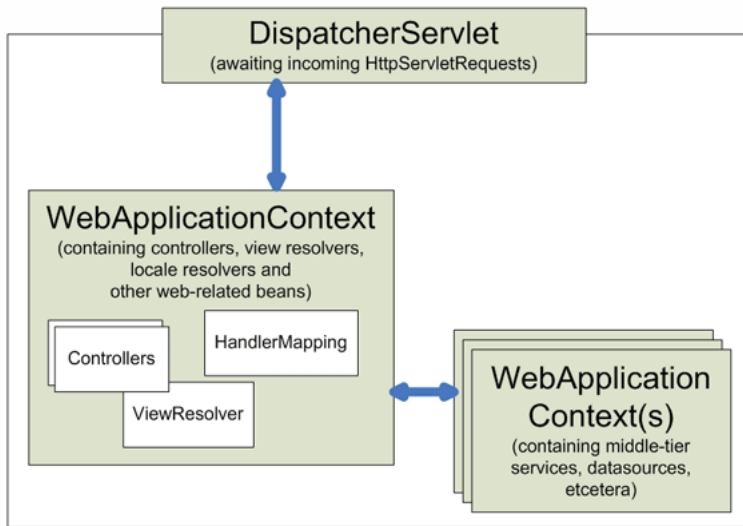 DispatcherServlet
(awaiting incoming HttpServletRequests)
WebApplicationContext
(containing controllers, view resolvers,
locale resolvers and
other web-related beans)
Controllers
HandlerMapping
ViewResolver
WebApplication
Context(s)
(containing middle-tier
services, datasources,
etcetera)